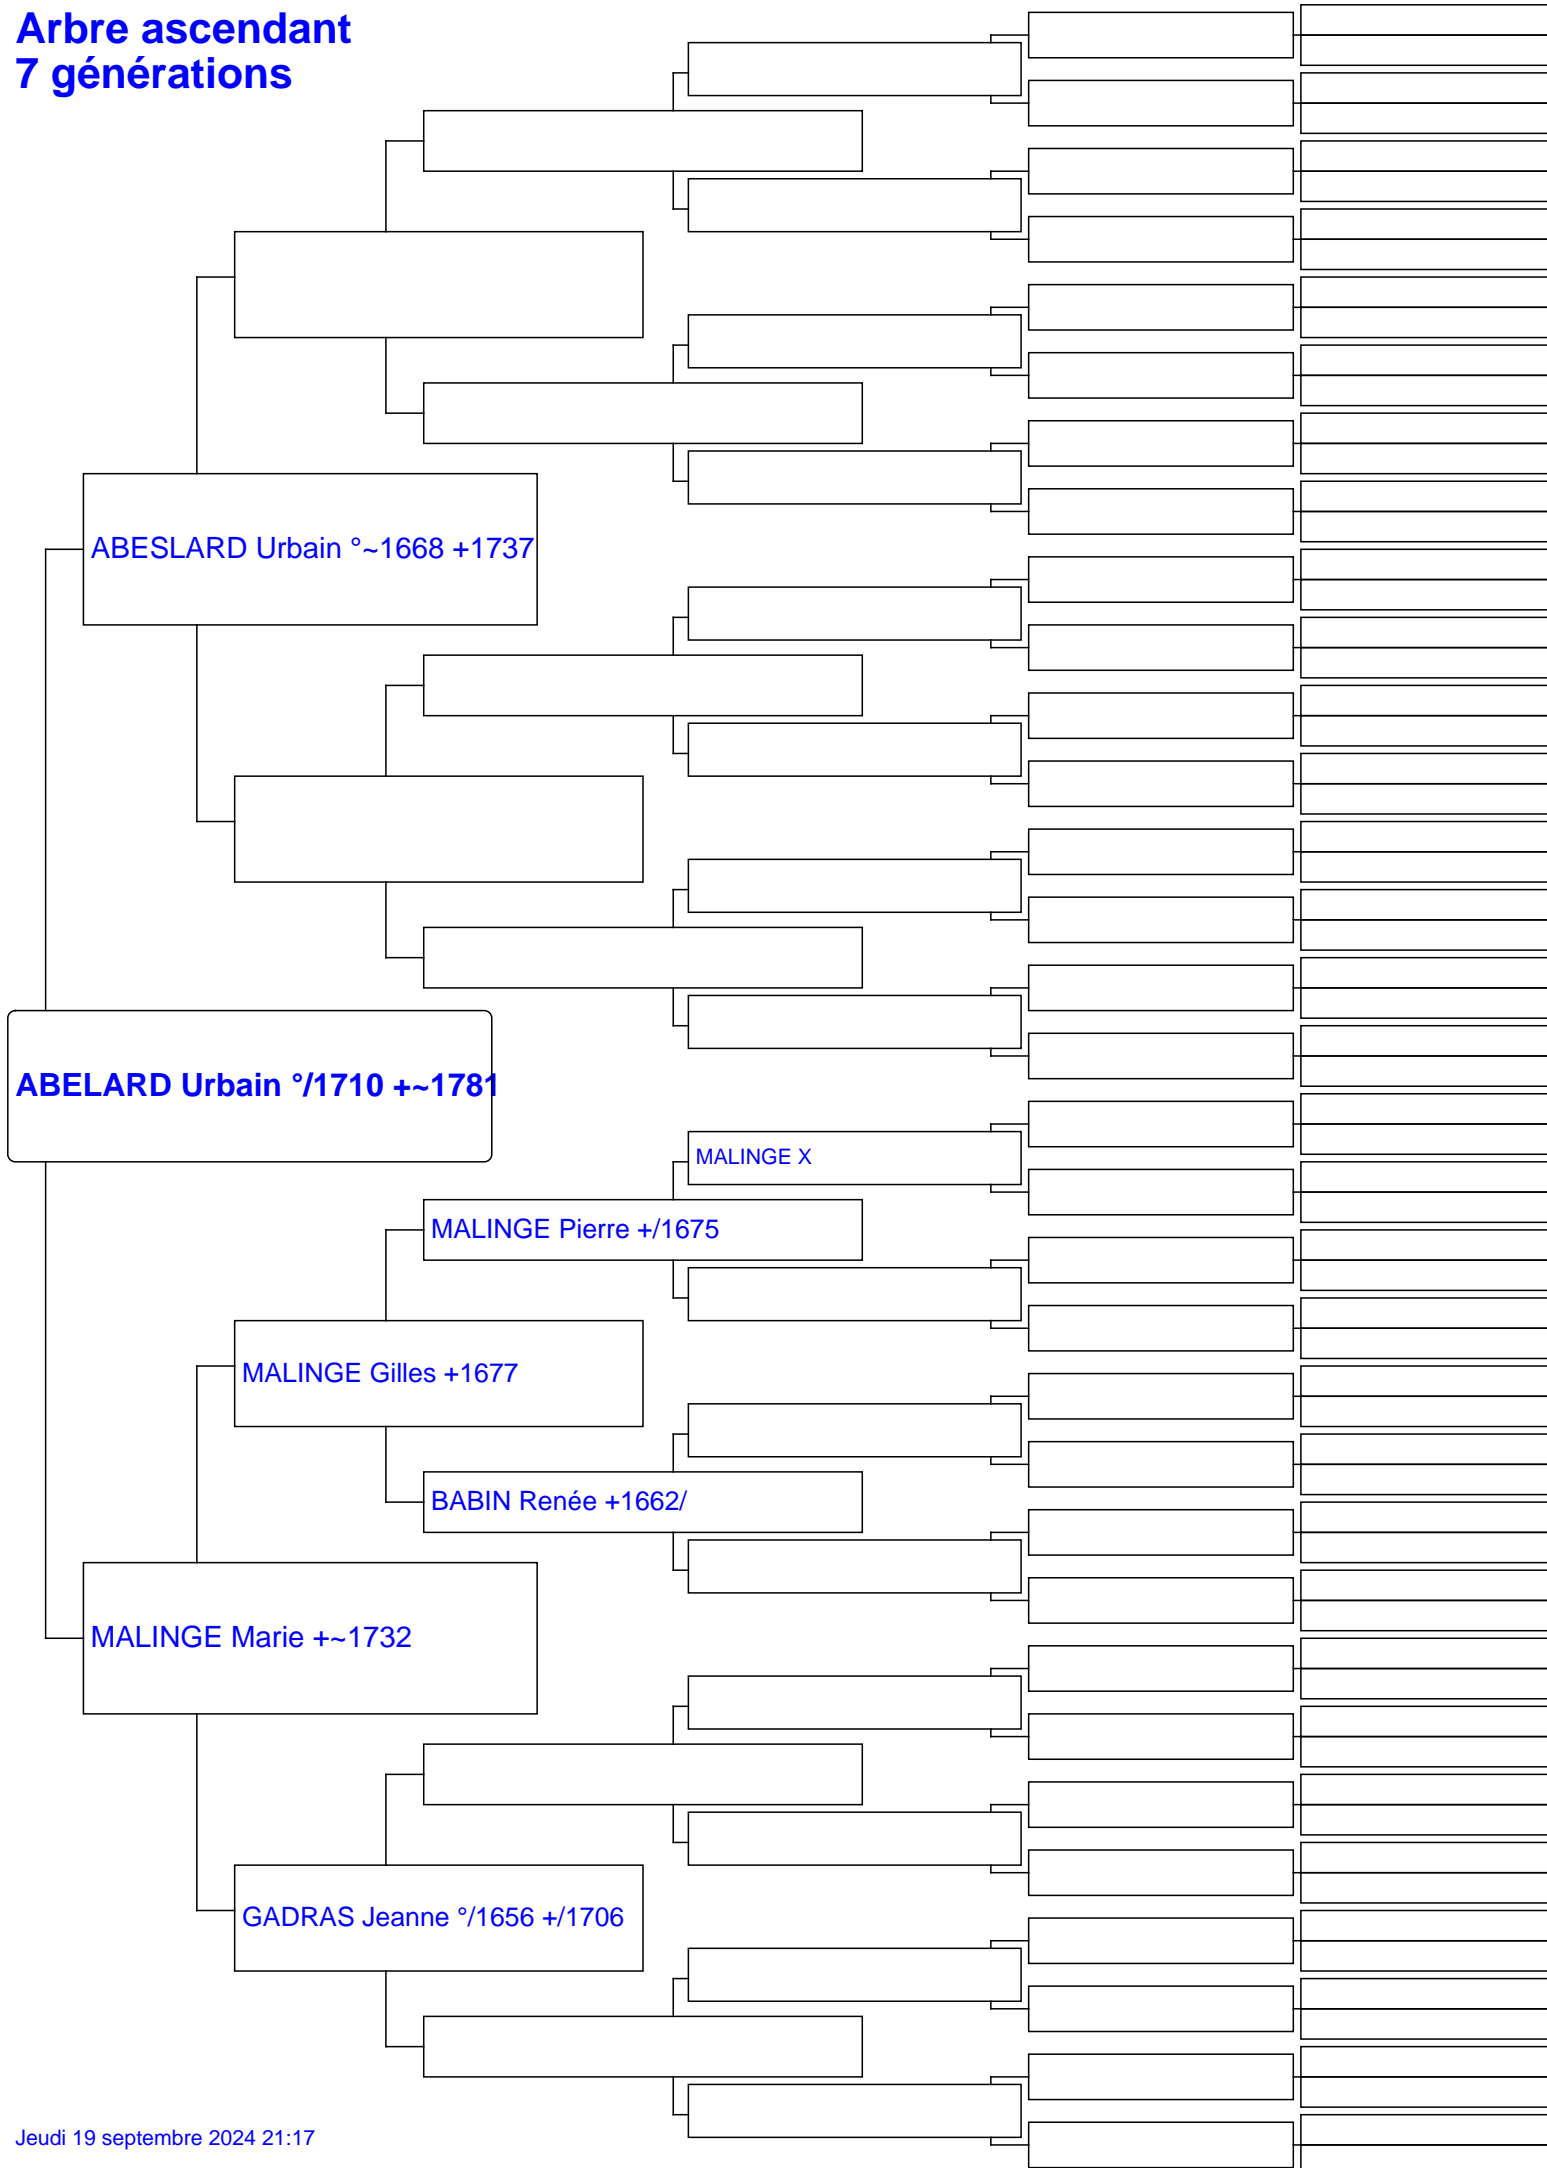 Arbre ascendant
7 générations
ABESLARD Urbain °~1668 +1737
ABELARD Urbain °/1710 +~1781
MALINGE X
MALINGE Pierre +/1675
MALINGE Gilles +1677
BABIN Renée +1662/
MALINGE Marie +~1732
GADRAS Jeanne °/1656 +/1706
Jeudi 19 septembre 2024 21:17